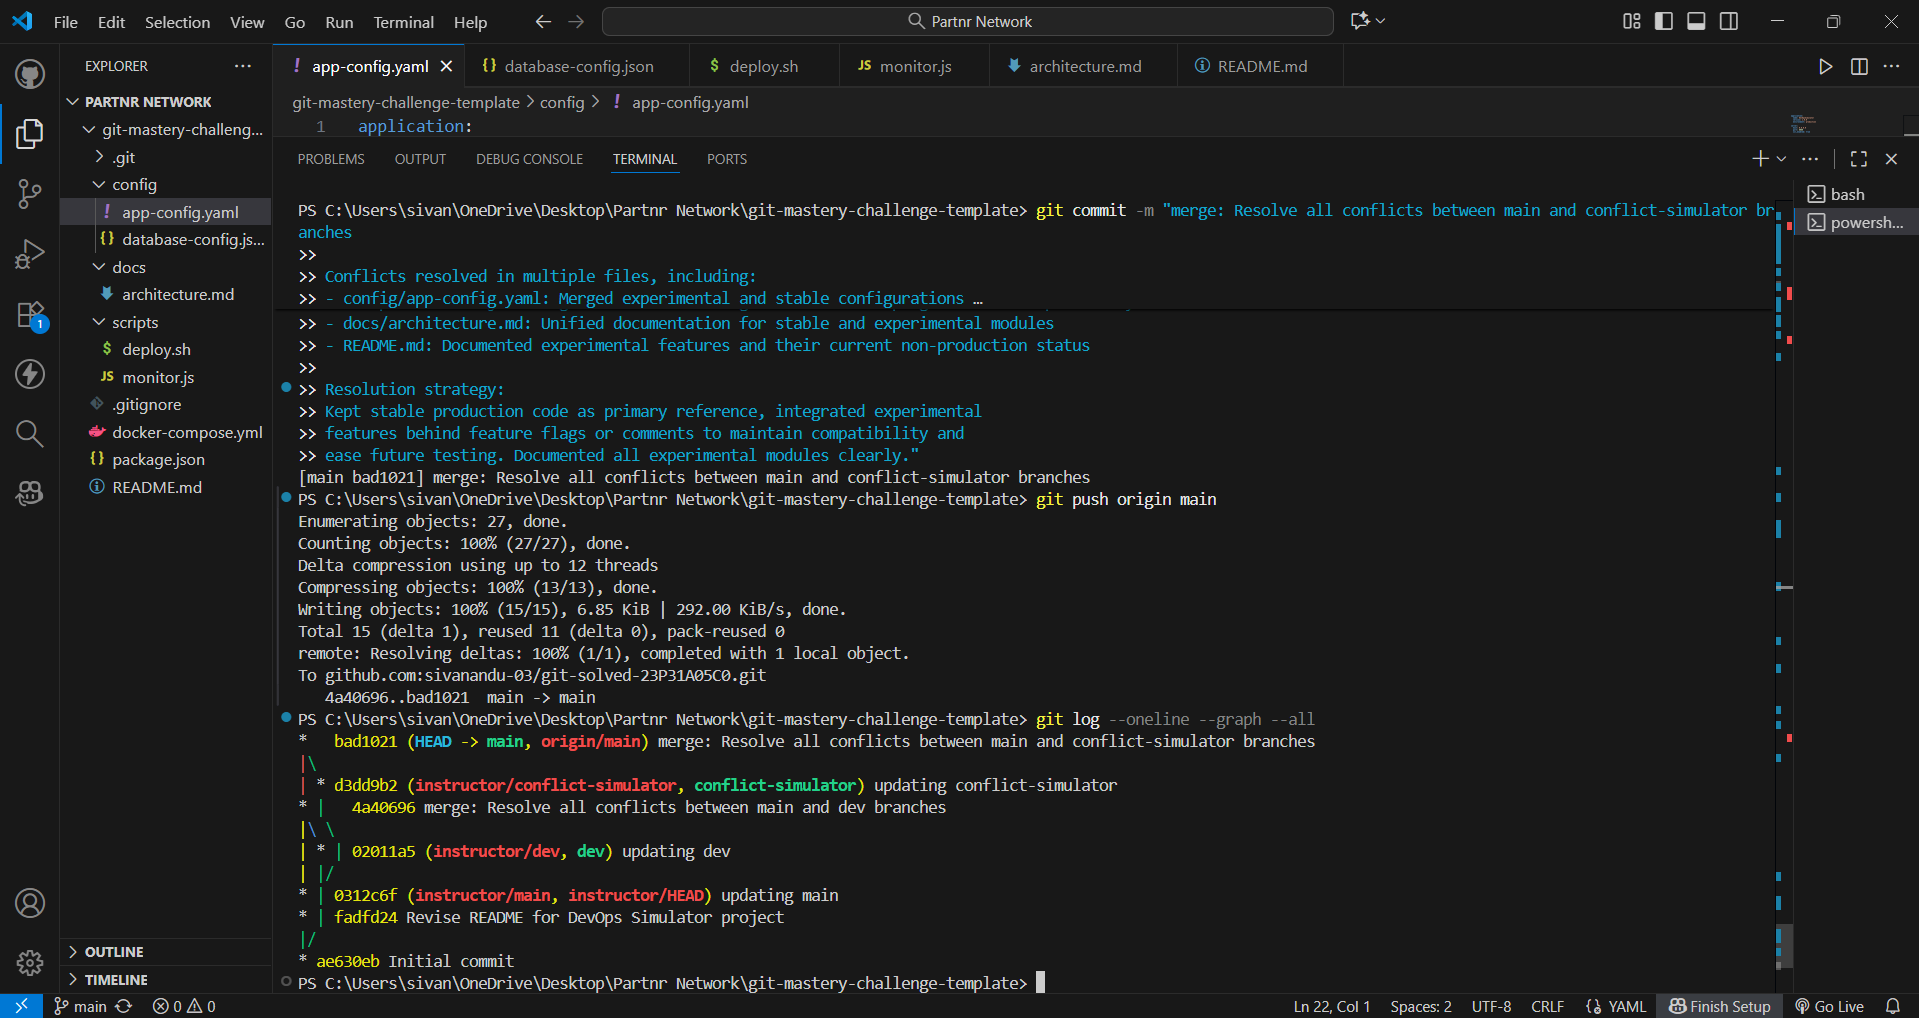 File Edit Selection View Go Run Terminal Help
Partnr Network
EXPLORER
PARTNR NETWORK
git-mastery-challeng...
.git
config
! app-config.yaml
{} database-config.js...
docs
architecture.md
scripts
$ deploy.sh
JS monitor.js
.gitignore
docker-compose.yml
{} package.json
README.md
OUTLINE
TIMELINE
1
! app-config.yaml
{} database-config.json
$ deploy.sh
JS monitor.js
architecture.md
README.md
git-mastery-challenge-template > config > ! app-config.yaml
1 application:
PROBLEMS OUTPUT DEBUG CONSOLE TERMINAL PORTS
bash
powersh...
PS C:\Users\sivan\OneDrive\Desktop\Partnr Network\git-mastery-challenge-template> git commit -m "merge: Resolve all conflicts between main and conflict-simulator br
anches
>>
>> Conflicts resolved in multiple files, including:
>> - config/app-config.yaml: Merged experimental and stable configurations …
>> - docs/architecture.md: Unified documentation for stable and experimental modules
>> - README.md: Documented experimental features and their current non-production status
>>
>> Resolution strategy:
>> Kept stable production code as primary reference, integrated experimental
>> features behind feature flags or comments to maintain compatibility and
>> ease future testing. Documented all experimental modules clearly."
[main bad1021] merge: Resolve all conflicts between main and conflict-simulator branches
PS C:\Users\sivan\OneDrive\Desktop\Partnr Network\git-mastery-challenge-template> git push origin main
Enumerating objects: 27, done.
Counting objects: 100% (27/27), done.
Delta compression using up to 12 threads
Compressing objects: 100% (13/13), done.
Writing objects: 100% (15/15), 6.85 KiB | 292.00 KiB/s, done.
Total 15 (delta 1), reused 11 (delta 0), pack-reused 0
remote: Resolving deltas: 100% (1/1), completed with 1 local object.
To github.com:sivanandu-03/git-solved-23P31A05C0.git
4a40696..bad1021  main -> main
PS C:\Users\sivan\OneDrive\Desktop\Partnr Network\git-mastery-challenge-template> git log --oneline --graph --all
*   bad1021 (HEAD -> main, origin/main) merge: Resolve all conflicts between main and conflict-simulator branches
|\
| * d3dd9b2 (instructor/conflict-simulator, conflict-simulator) updating conflict-simulator
* |   4a40696 merge: Resolve all conflicts between main and dev branches
|\ \
| * | 02011a5 (instructor/dev, dev) updating dev
| |/
* | 0312c6f (instructor/main, instructor/HEAD) updating main
* | fadfd24 Revise README for DevOps Simulator project
|/
* ae630eb Initial commit
PS C:\Users\sivan\OneDrive\Desktop\Partnr Network\git-mastery-challenge-template>
main 0 0 Ln 22, Col 1 Spaces: 2 UTF-8 CRLF {} YAML Finish Setup Go Live